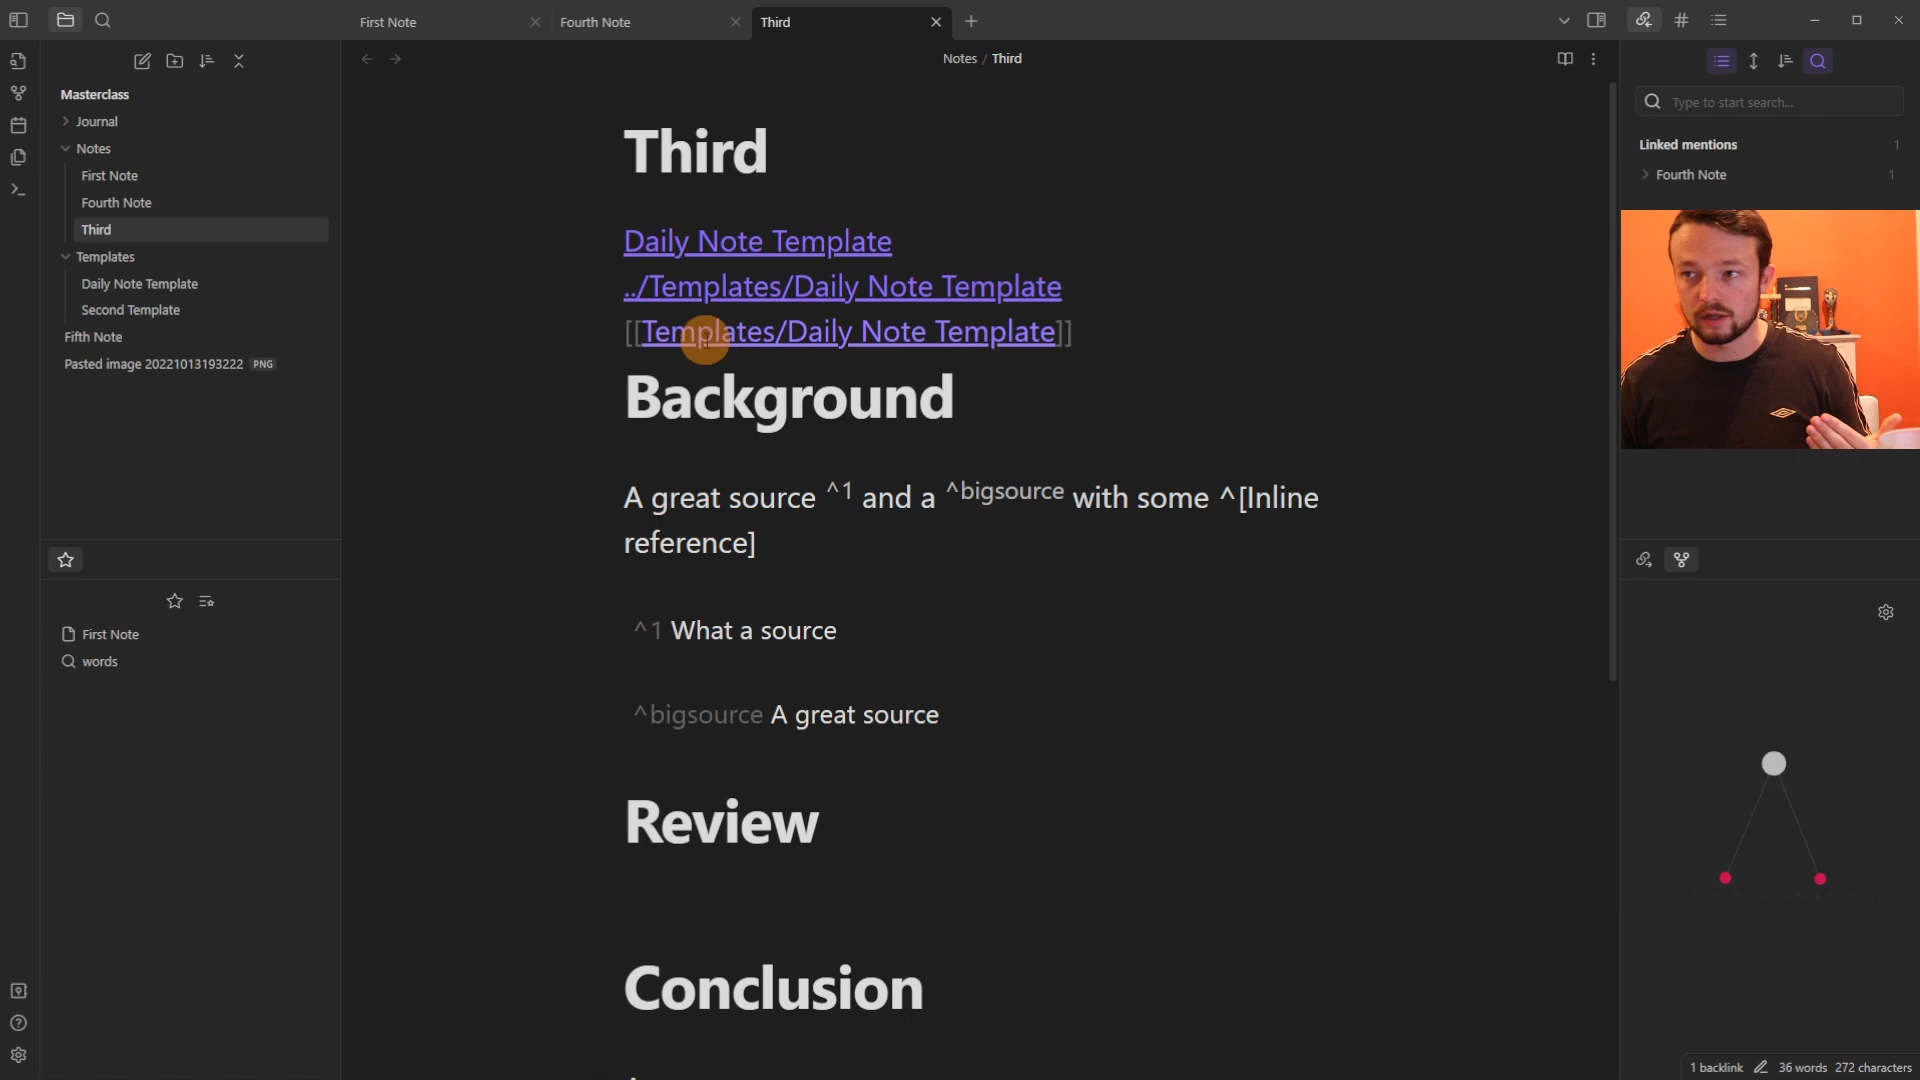 First Note
Fourth Note
Third
Notes / Third
Masterclass
Journal
Notes
First Note
Fourth Note
Third
Templates
Daily Note Template
Second Template
Fifth Note
Pasted image 20221013193222 PNG
First Note
words
Third
Daily Note Template
../Templates/Daily Note Template
[[Templates/Daily Note Template]]
Background
A great source ^1 and a ^bigsource with some ^[Inline
reference]
^1 What a source
^bigsource A great source
Review
Conclusion
Type to start search...
Linked mentions 1
Fourth Note 1
1 backlink 36 words 272 characters